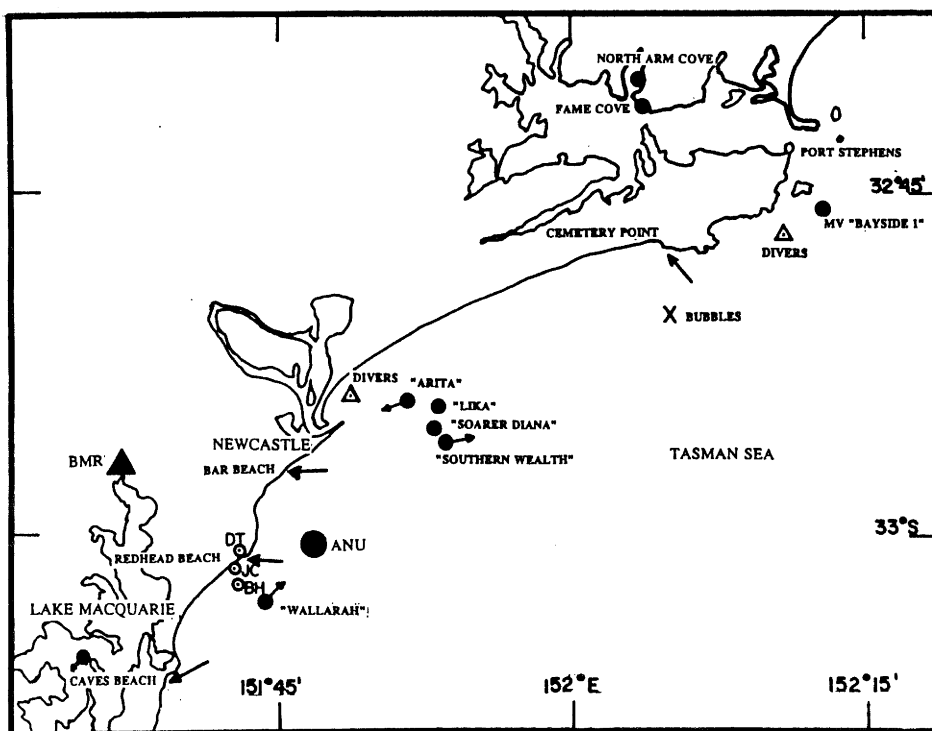 NORTH ARM COVE
FAME COVE
PORT STEPHENS
32°45'
MV "BAYSIDE 1"
CEMETERY POINT
DIVERS
X BUBBLES
DIVERS
"ARITA"
"LIKA"
"SOARER DIANA"
NEWCASTLE
"SOUTHERN WEALTH"
TASMAN SEA
BMR
BAR BEACH
33°S
DT
ANU
REDHEAD BEACH
JC
BH
LAKE MACQUARIE
"WALLARAH"
CAVES BEACH
151°45'
152°E
152°15'